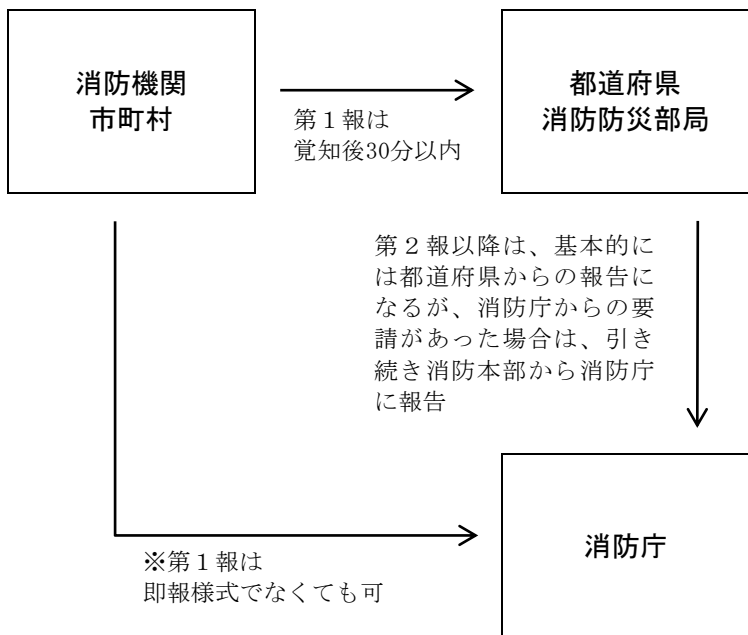 消防機関
市町村
第１報は
覚知後30分以内
都道府県
消防防災部局
第２報以降は、基本的に
は都道府県からの報告に
なるが、消防庁からの要
請があった場合は、引き
続き消防本部から消防庁
に報告
消防庁
※第１報は
即報様式でなくても可